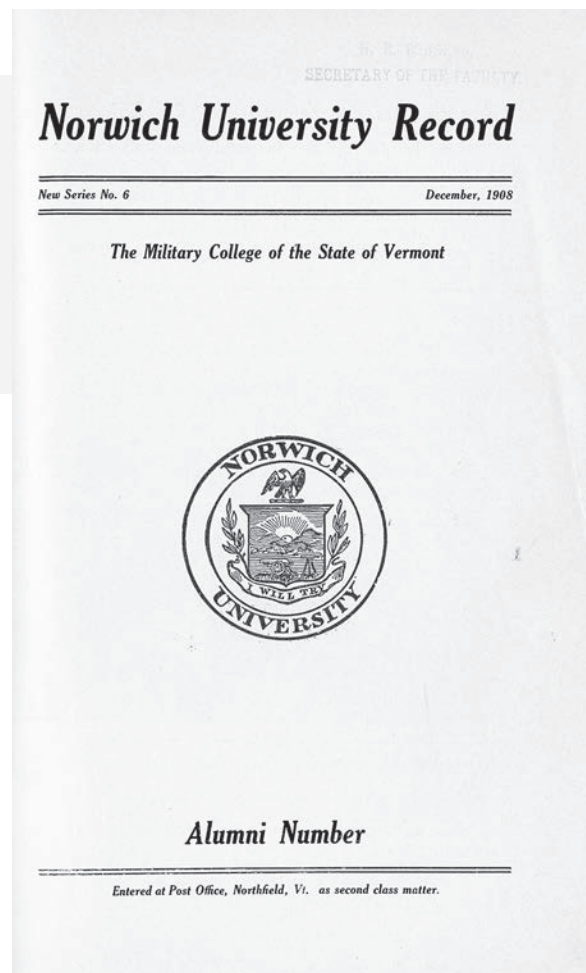 SECRETARY OF THE FACULTY.
Norwich University Record
New Series No. 6 December, 1908
The Military College of the State of Vermont
NORWICH
I WILL TRY
UNIVERSITY
Alumni Number
Entered at Post Office, Northfield, Vt. as second class matter.